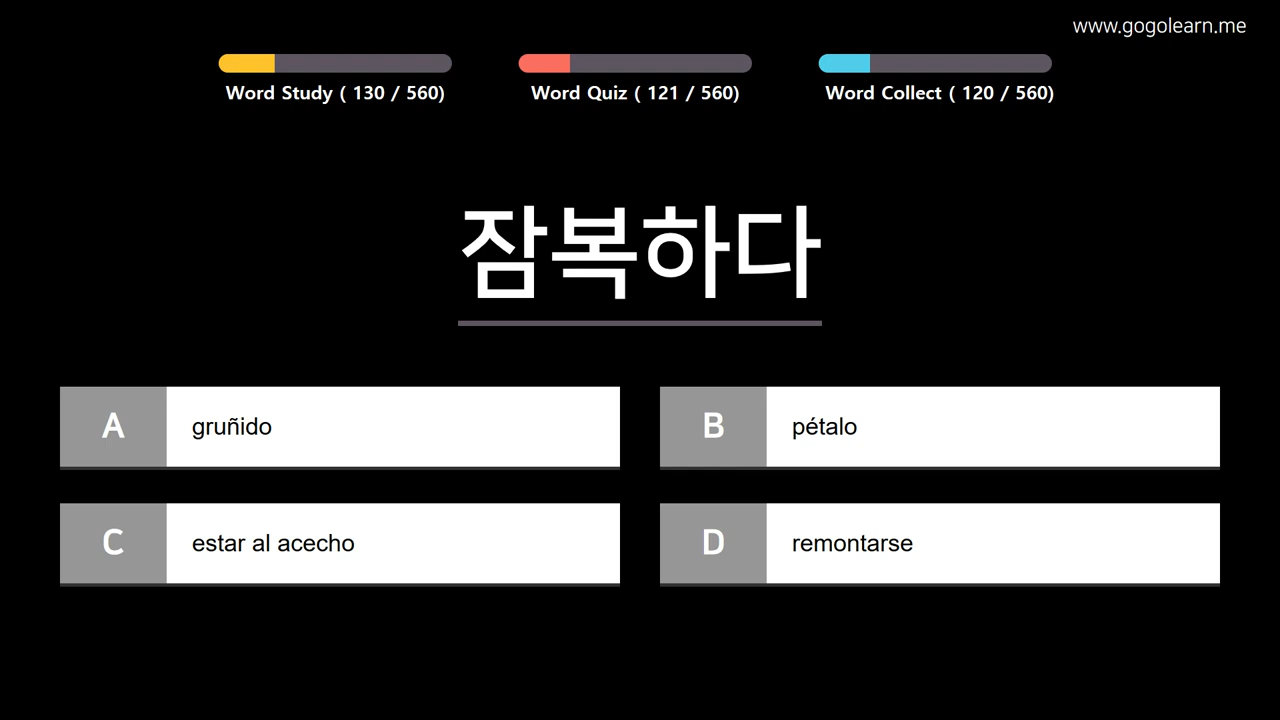 www.gogolearn.me
Word Study ( 130 / 560)
Word Quiz ( 121 / 560)
Word Collect ( 120 / 560)
잠복하다
A gruñido
B pétalo
C estar al acecho
D remontarse